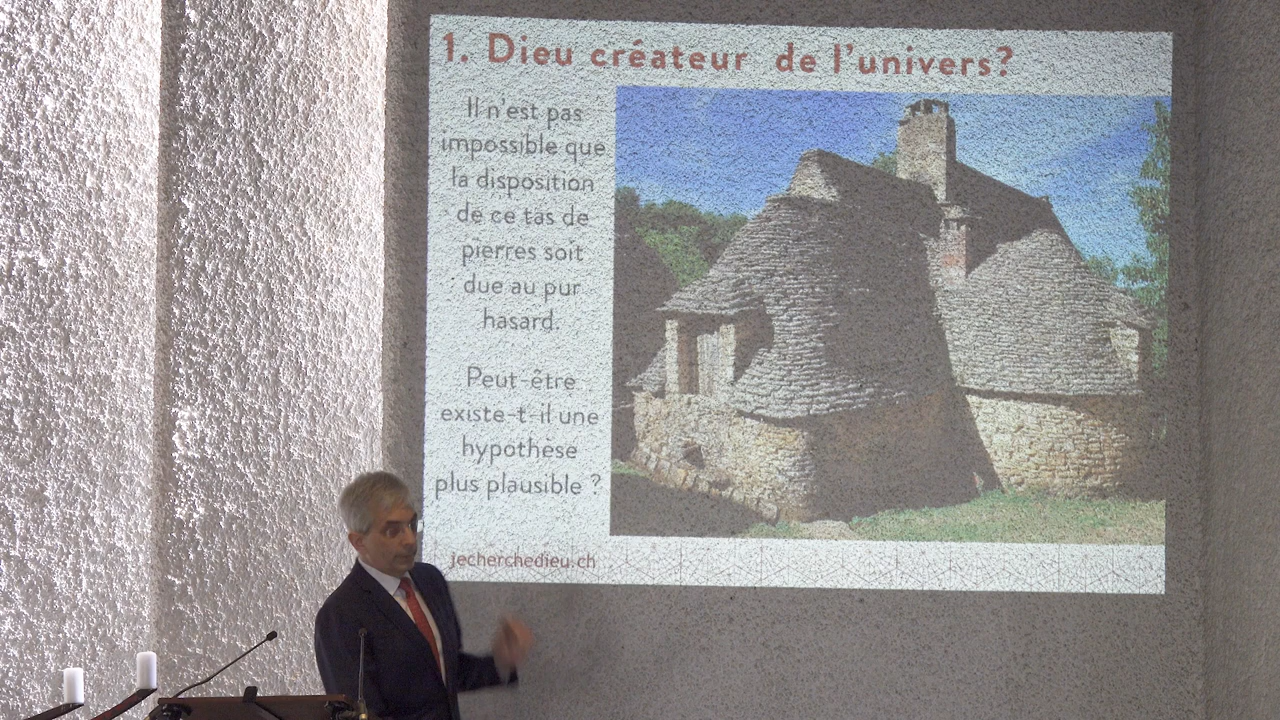 1. Dieu créateur de l'univers?
Il n'est pas
impossible que
la disposition
de ce tas de
pierres soit
due au pur
hasard.
Peut-être
existe-t-il une
hypothèse
plus plausible ?
jecherchedieu.ch